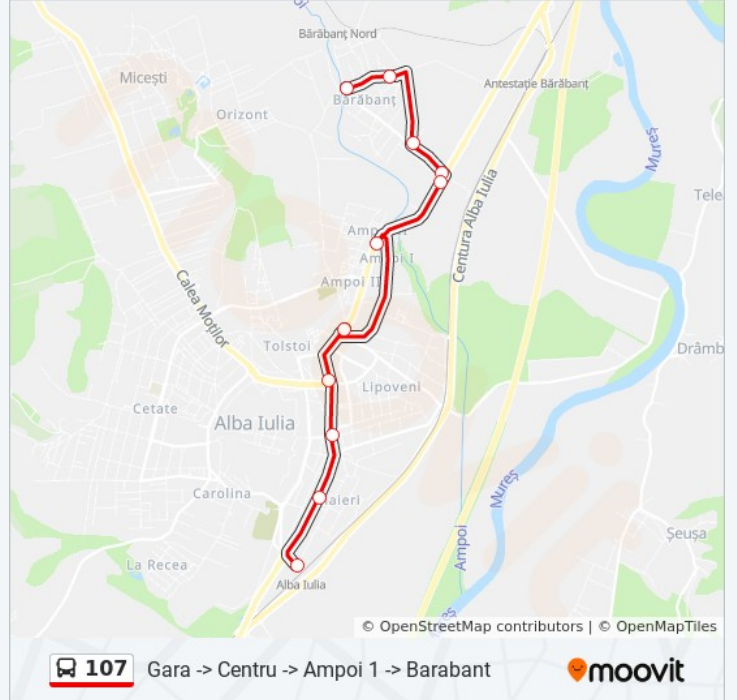 Bărăbanț Nord
Micești
Antestație Bărăbanț
Bărăbanț
Orizont
Mureș
Tele
Centura Alba Iulia
Ampoi I
Ampoi II
Calea Moților
Tolstoi
Drâmb
Lipoveni
Cetate
Alba Iulia
Carolina
Maieri
Mureș
Șeușa
Ampoi
La Recea
Alba Iulia
© OpenStreetMap contributors | © OpenMapTiles
107 Gara -> Centru -> Ampoi 1 -> Barabant
moovit